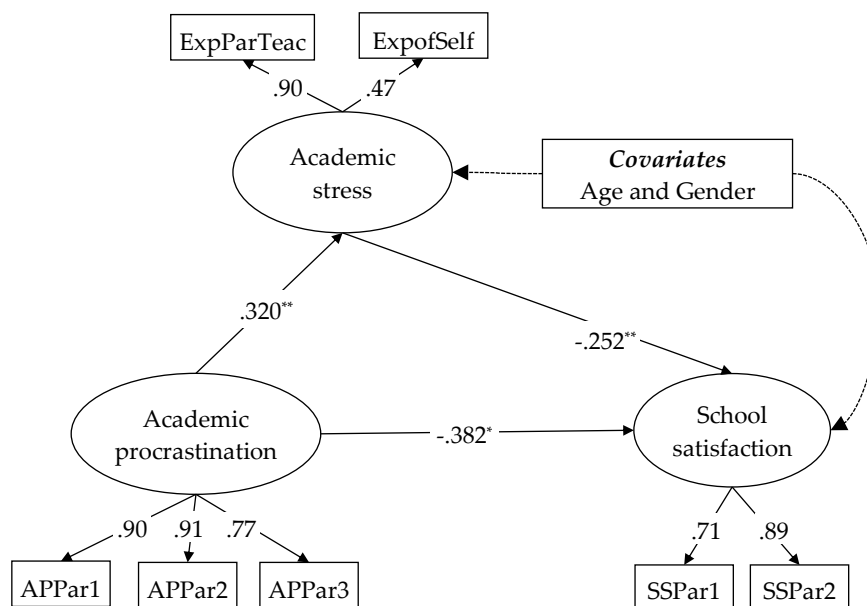 ExpParTeac
ExpofSelf
.90
.47
Academic
stress
Covariates
Age and Gender
.320**
-.252**
Academic
procrastination
-.382*
School
satisfaction
.90
.91
.77
.71
.89
APPar1
APPar2
APPar3
SSPar1
SSPar2